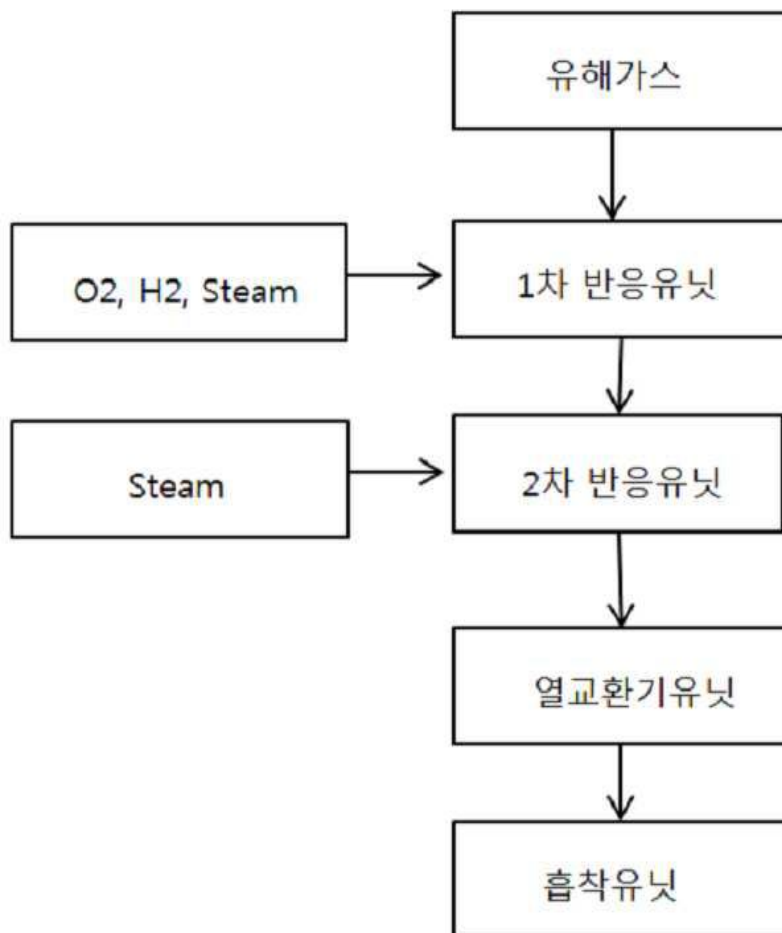 유해가스
O2, H2, Steam
1차 반응유닛
Steam
2차 반응유닛
열교환기유닛
흡착유닛